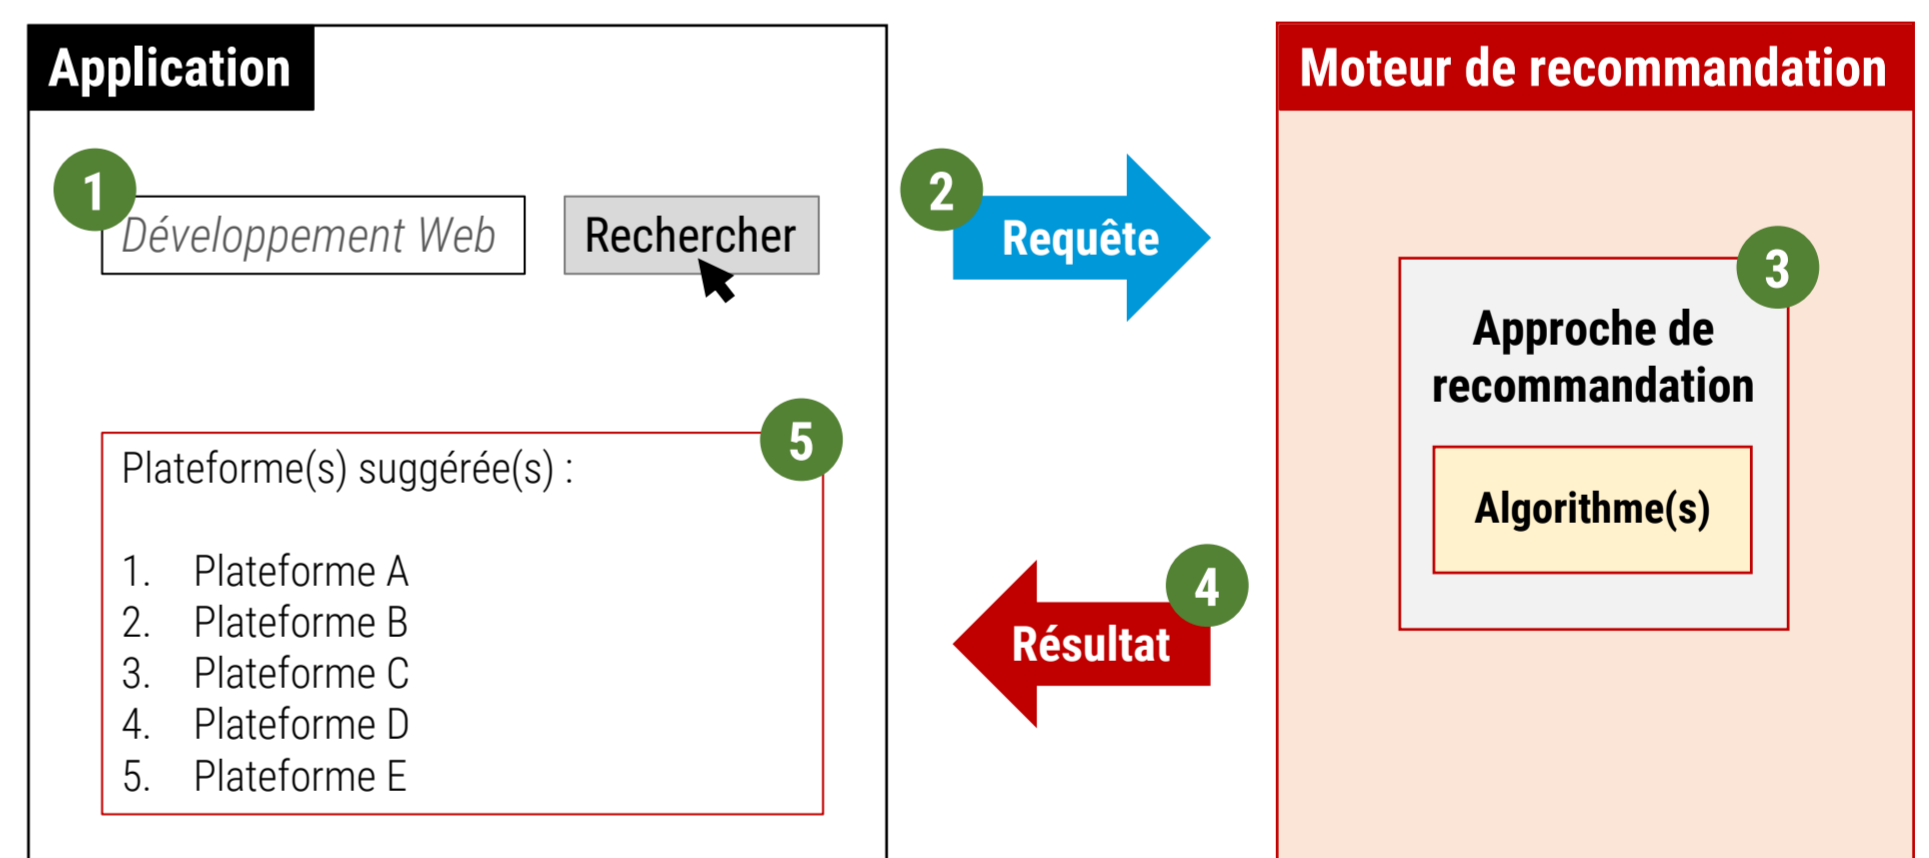 Application
1
Développement Web
Rechercher
2
Requête
Moteur de recommandation
3
Approche de
recommandation
Algorithme(s)
4
Résultat
5
Plateforme(s) suggérée(s) :
1. Plateforme A
2. Plateforme B
3. Plateforme C
4. Plateforme D
5. Plateforme E